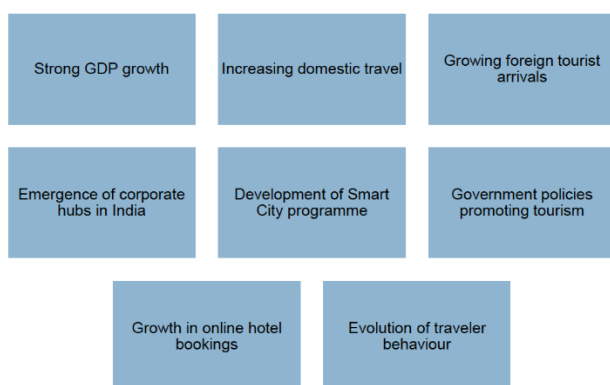 Strong GDP growth
Increasing domestic travel
Growing foreign tourist
arrivals
Emergence of corporate
hubs in India
Development of Smart
City programme
Government policies
promoting tourism
Growth in online hotel
bookings
Evolution of traveler
behaviour